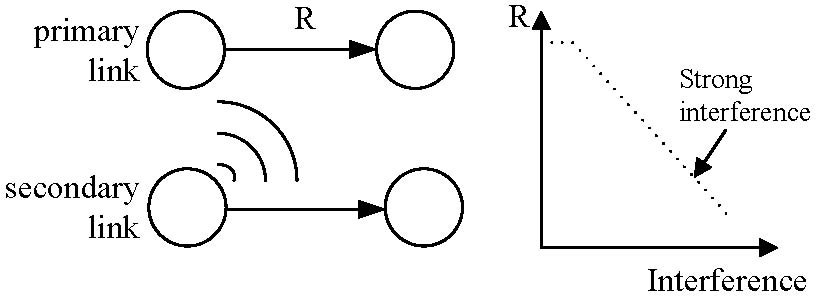 primary
link
R
secondary
link
R
Strong
interference
Interference